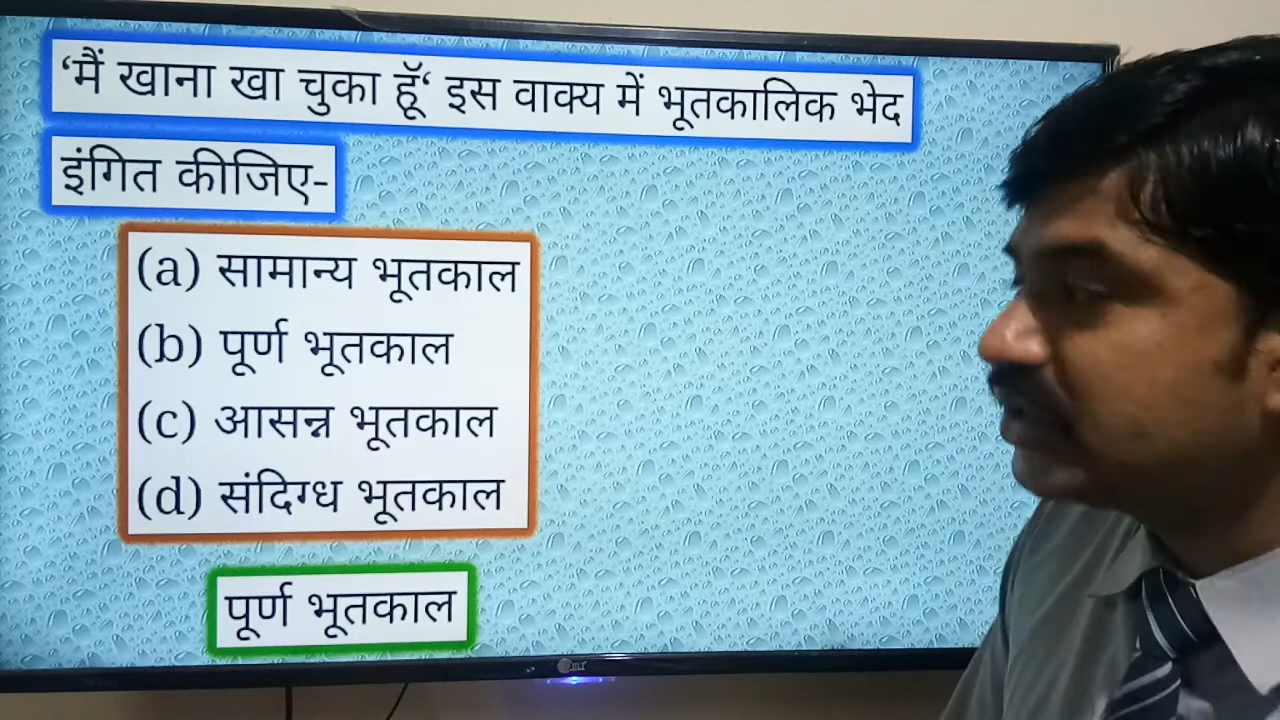 ‘मैं खाना खा चुका हूॅ‘ इस वाक्य में भूतकालिक भेद
इंगित कीजिए-
(a) सामान्य भूतकाल
(b) पूर्ण भूतकाल
(c) आसन्न भूतकाल
(d) संदिग्ध भूतकाल
पूर्ण भूतकाल